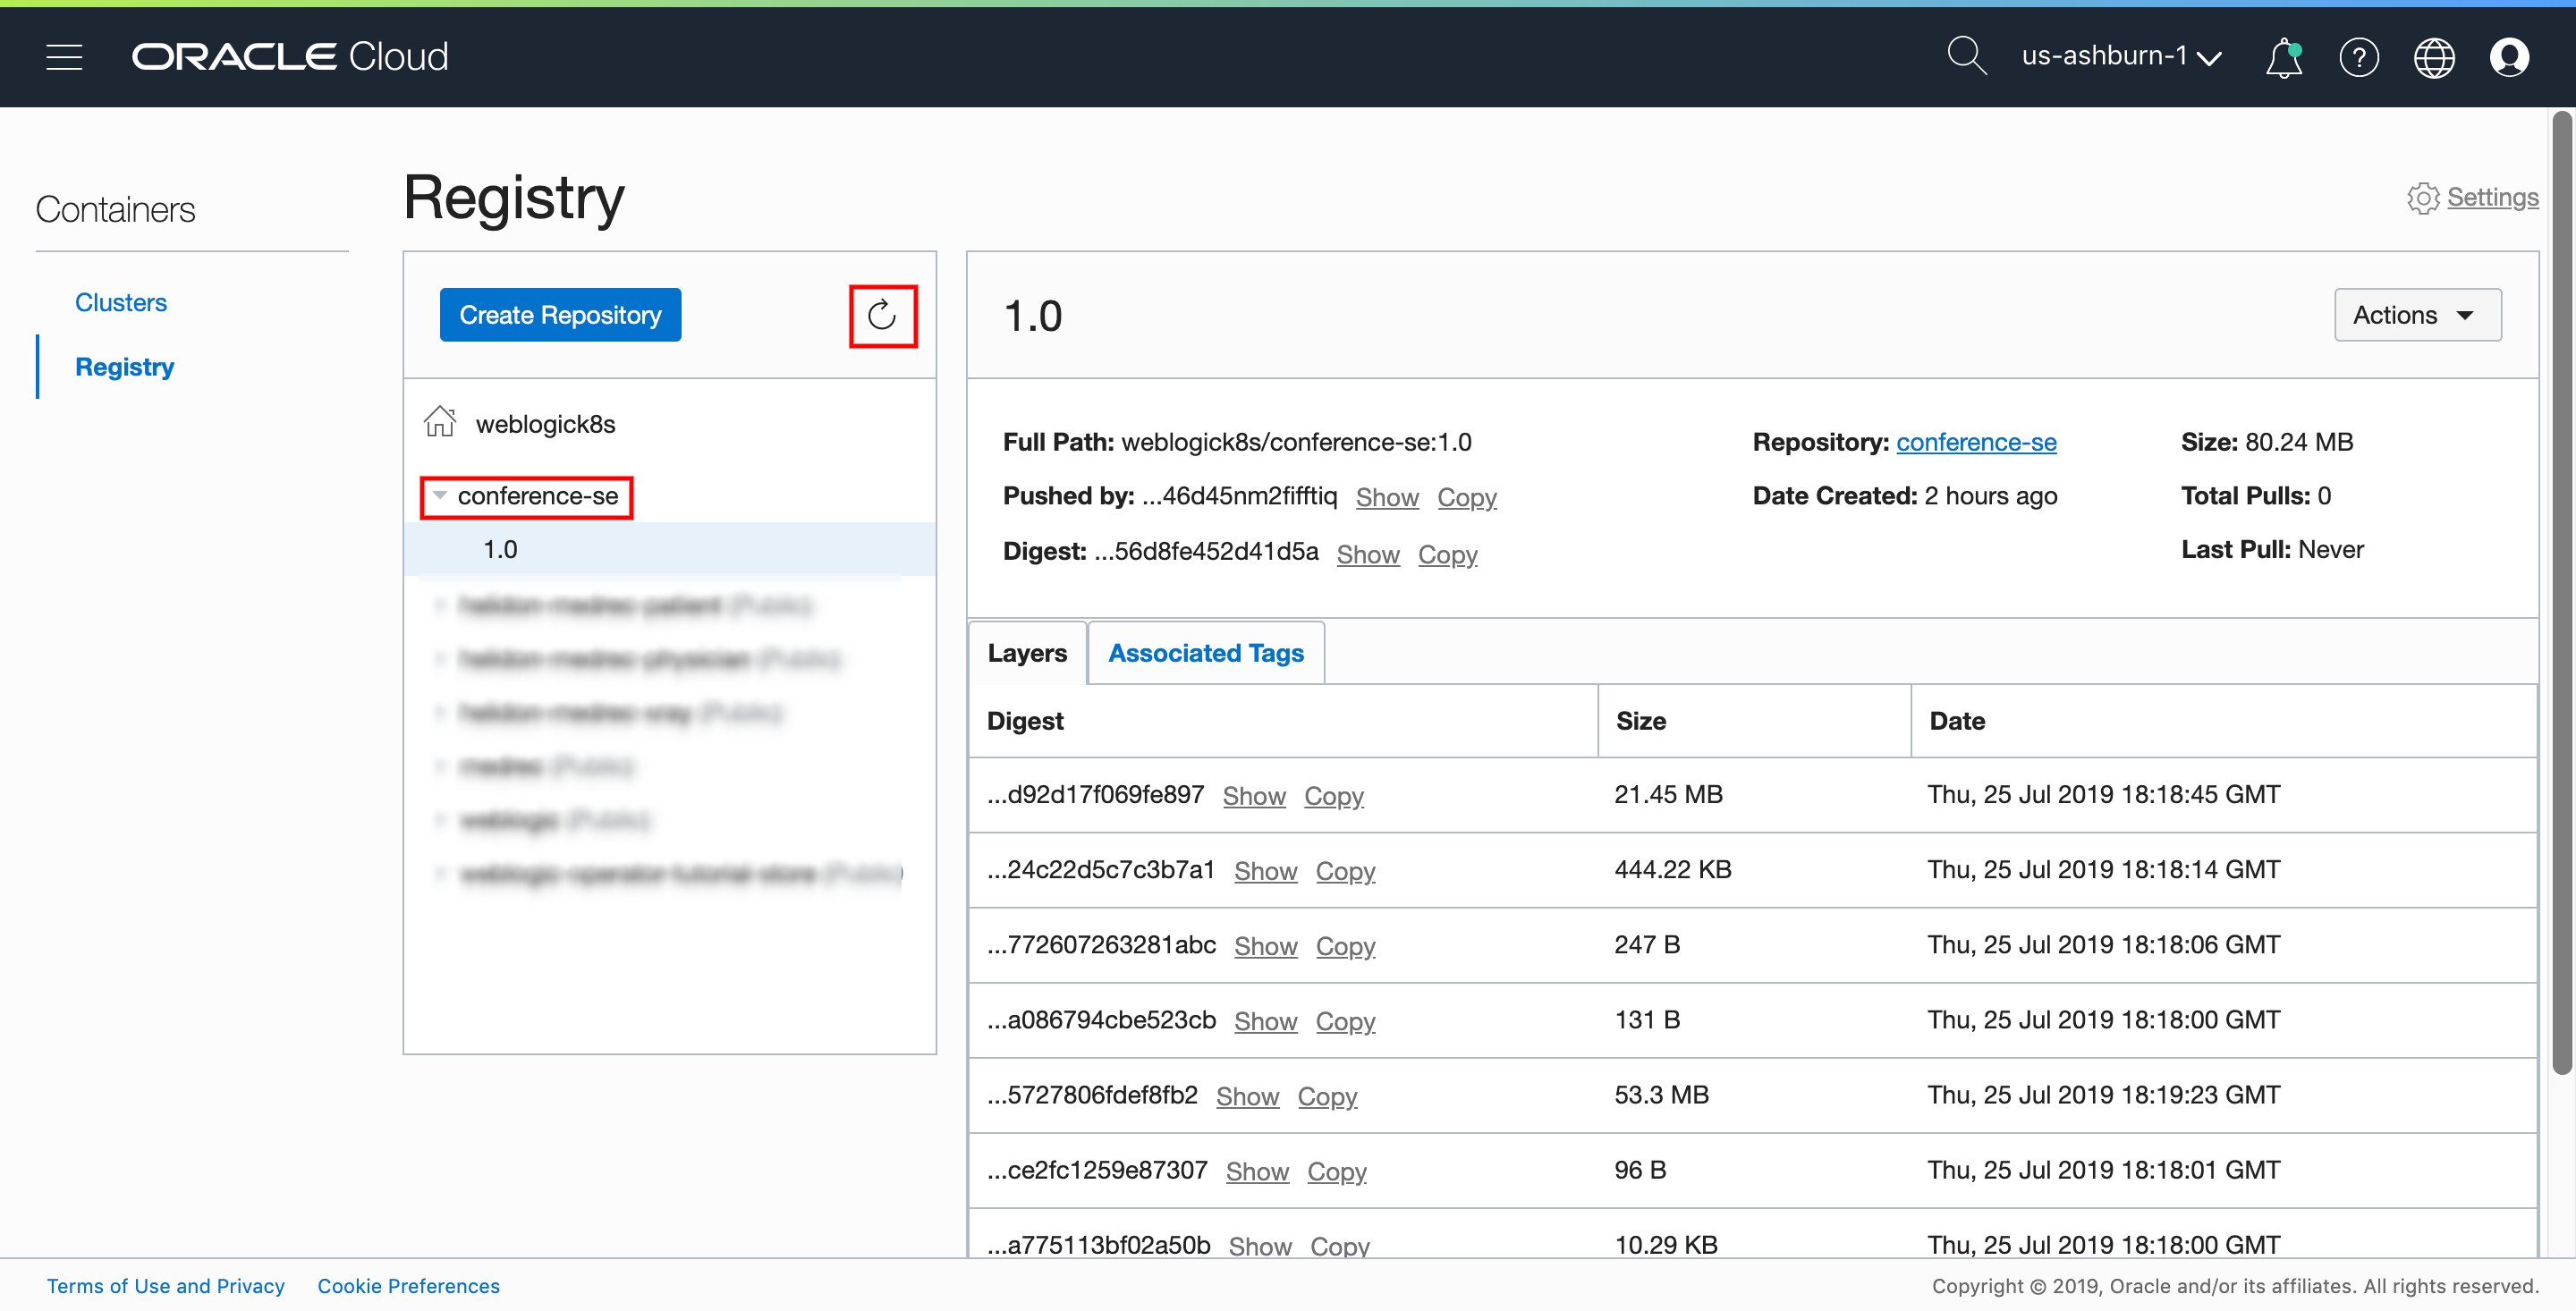 ORACLE Cloud
us-ashburn-1
Containers
Clusters
Registry
Registry
Settings
Create Repository
weblogick8s
conference-se
1.0
1.0
Actions
Full Path: weblogick8s/conference-se:1.0
Pushed by: ...46d45nm2fifftiq Show Copy
Digest: ...56d8fe452d41d5a Show Copy
Repository: conference-se
Date Created: 2 hours ago
Size: 80.24 MB
Total Pulls: 0
Last Pull: Never
Layers Associated Tags
Digest Size Date
...d92d17f069fe897 Show Copy 21.45 MB Thu, 25 Jul 2019 18:18:45 GMT
...24c22d5c7c3b7a1 Show Copy 444.22 KB Thu, 25 Jul 2019 18:18:14 GMT
...772607263281abc Show Copy 247 B Thu, 25 Jul 2019 18:18:06 GMT
...a086794cbe523cb Show Copy 131 B Thu, 25 Jul 2019 18:18:00 GMT
...5727806fdef8fb2 Show Copy 53.3 MB Thu, 25 Jul 2019 18:19:23 GMT
...ce2fc1259e87307 Show Copy 96 B Thu, 25 Jul 2019 18:18:01 GMT
...a775113bf02a50b Show Copy 10.29 KB Thu, 25 Jul 2019 18:18:00 GMT
Terms of Use and Privacy Cookie Preferences
Copyright © 2019, Oracle and/or its affiliates. All rights reserved.